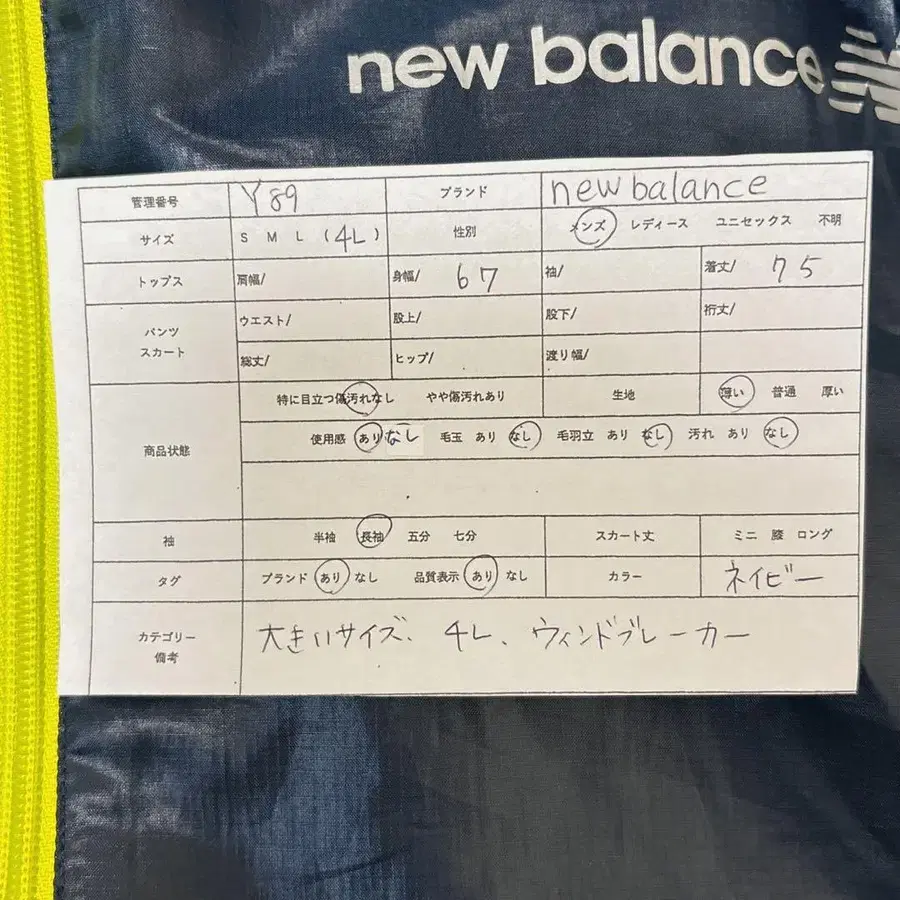 new balance
管理番号 Y89 ブランド new balance
サイズ S M L (4L) 性別 メンズ レディース ユニセックス 不明
トップス 肩幅/ 身幅/ 67 袖/ 着丈/ 75
パンツ スカート ウエスト/ 股上/ 股下/ 裄丈/
総丈/ ヒップ/ 渡り幅/
商品状態 特に目立つ傷汚れなし やや傷汚れあり 生地 薄い 普通 厚い
使用感 あり なし 毛玉 あり なし 毛羽立 あり なし 汚れ あり なし
袖 半袖 長袖 五分 七分 スカート丈 ミニ 膝 ロング
タグ ブランド あり なし 品質表示 あり なし カラー ネイビー
カテゴリー 備考 大きいサイズ、4L、ウィンドブレーカー